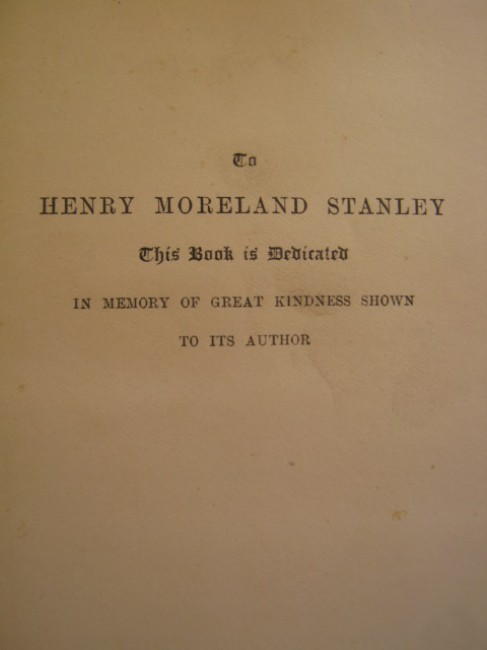 To
HENRY MORELAND STANLEY
This Book is Dedicated
IN MEMORY OF GREAT KINDNESS SHOWN
TO ITS AUTHOR